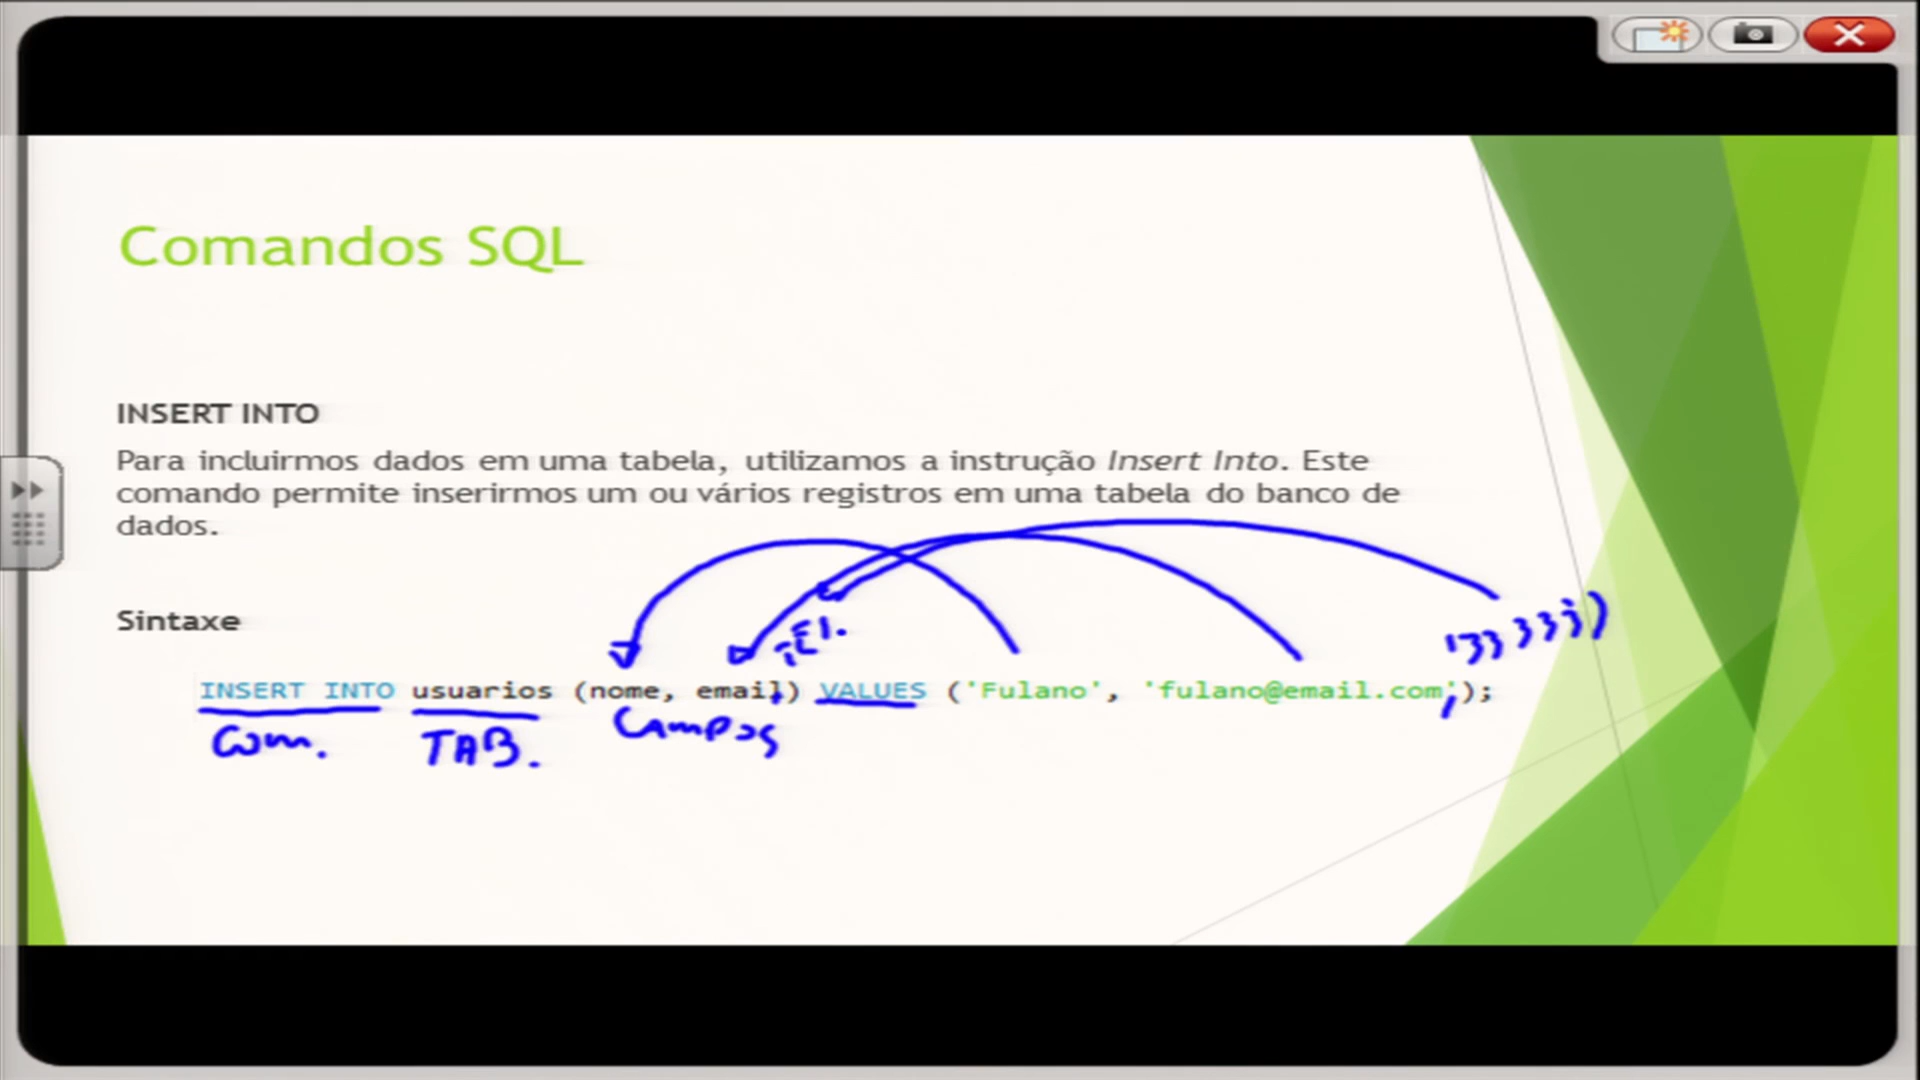 Comandos SQL
INSERT INTO
Para incluirmos dados em uma tabela, utilizamos a instrução Insert Into. Este
comando permite inserirmos um ou vários registros em uma tabela do banco de
dados.
Sintaxe
INSERT INTO usuarios (nome, email) VALUES ('Fulano', 'fulano@email.com');
Com. TAB. Campos